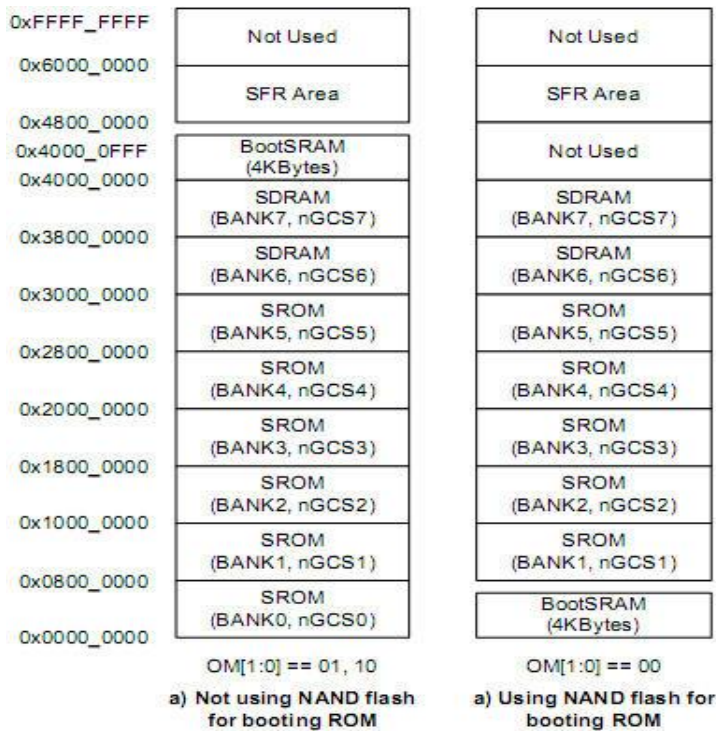 0xFFFF_FFFF
Not Used
Not Used
0x6000_0000
SFR Area
SFR Area
0x4800_0000
0x4000_0FFF
BootSRAM
(4KBytes)
Not Used
0x4000_0000
SDRAM
(BANK7, nGCS7)
SDRAM
(BANK7, nGCS7)
0x3800_0000
SDRAM
(BANK6, nGCS6)
SDRAM
(BANK6, nGCS6)
0x3000_0000
SROM
(BANK5, nGCS5)
SROM
(BANK5, nGCS5)
0x2800_0000
SROM
(BANK4, nGCS4)
SROM
(BANK4, nGCS4)
0x2000_0000
SROM
(BANK3, nGCS3)
SROM
(BANK3, nGCS3)
0x1800_0000
SROM
(BANK2, nGCS2)
SROM
(BANK2, nGCS2)
0x1000_0000
SROM
(BANK1, nGCS1)
SROM
(BANK1, nGCS1)
0x0800_0000
SROM
(BANK0, nGCS0)
BootSRAM
(4KBytes)
0x0000_0000
OM[1:0] == 01, 10
OM[1:0] == 00
a) Not using NAND flash
for booting ROM
a) Using NAND flash for
booting ROM